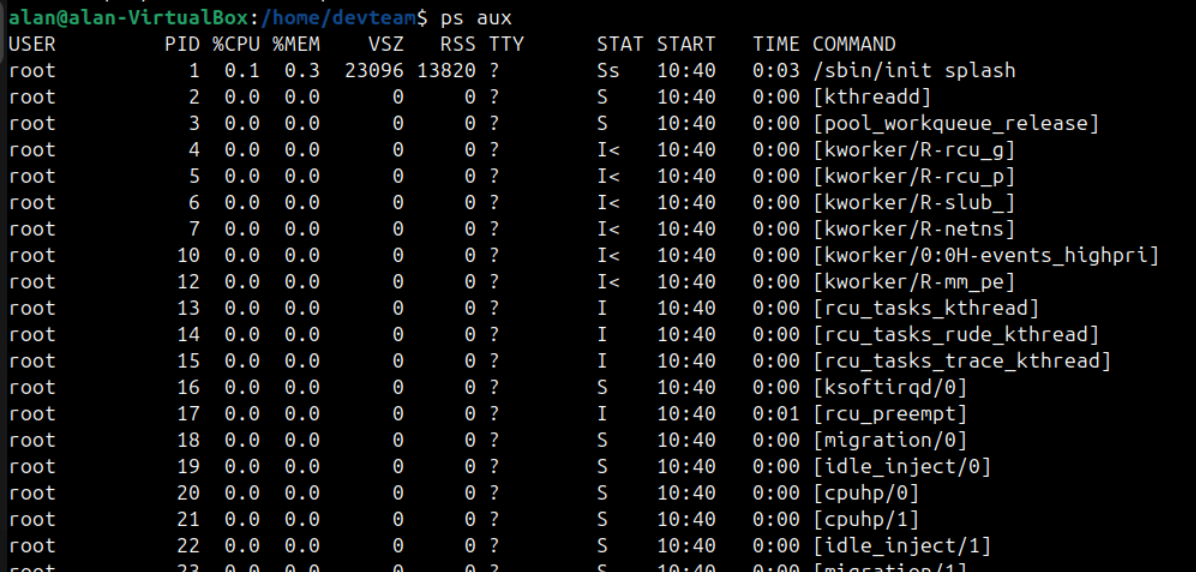 alan@alan-VirtualBox:/home/devteam$ ps aux
USER PID %CPU %MEM VSZ RSS TTY STAT START TIME COMMAND
root 1 0.1 0.3 23096 13820 ? Ss 10:40 0:03 /sbin/init splash
root 2 0.0 0.0 0 0 ? S 10:40 0:00 [kthreadd]
root 3 0.0 0.0 0 0 ? S 10:40 0:00 [pool_workqueue_release]
root 4 0.0 0.0 0 0 ? I< 10:40 0:00 [kworker/R-rcu_g]
root 5 0.0 0.0 0 0 ? I< 10:40 0:00 [kworker/R-rcu_p]
root 6 0.0 0.0 0 0 ? I< 10:40 0:00 [kworker/R-slub_]
root 7 0.0 0.0 0 0 ? I< 10:40 0:00 [kworker/R-netns]
root 10 0.0 0.0 0 0 ? I< 10:40 0:00 [kworker/0:0H-events_highpri]
root 12 0.0 0.0 0 0 ? I< 10:40 0:00 [kworker/R-mm_pe]
root 13 0.0 0.0 0 0 ? I 10:40 0:00 [rcu_tasks_kthread]
root 14 0.0 0.0 0 0 ? I 10:40 0:00 [rcu_tasks_rude_kthread]
root 15 0.0 0.0 0 0 ? I 10:40 0:00 [rcu_tasks_trace_kthread]
root 16 0.0 0.0 0 0 ? S 10:40 0:00 [ksoftirqd/0]
root 17 0.0 0.0 0 0 ? I 10:40 0:01 [rcu_preempt]
root 18 0.0 0.0 0 0 ? S 10:40 0:00 [migration/0]
root 19 0.0 0.0 0 0 ? S 10:40 0:00 [idle_inject/0]
root 20 0.0 0.0 0 0 ? S 10:40 0:00 [cpuhp/0]
root 21 0.0 0.0 0 0 ? S 10:40 0:00 [cpuhp/1]
root 22 0.0 0.0 0 0 ? S 10:40 0:00 [idle_inject/1]
root 23 0.0 0.0 0 0 ? S 10:40 0:00 [migration/1]